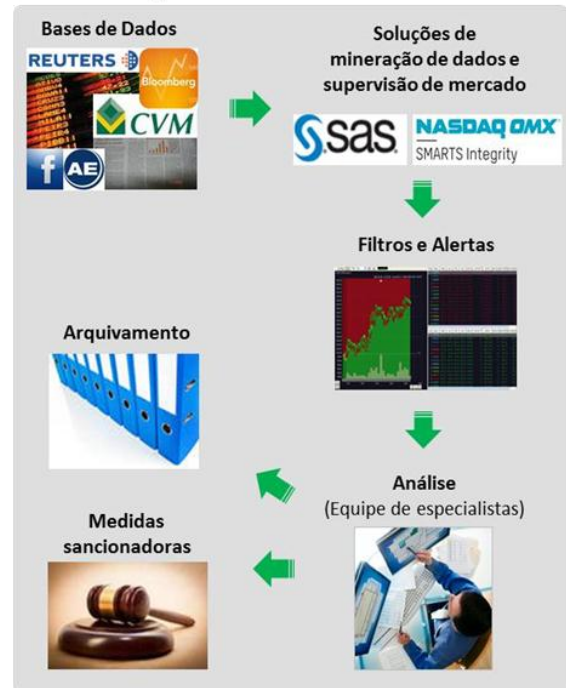 Bases de Dados
REUTERS
Bloomberg
CVM
f AE
Soluções de
mineração de dados e
supervisão de mercado
sas
NASDAQ OMX
SMARTS Integrity
Filtros e Alertas
Arquivamento
Análise
(Equipe de especialistas)
Medidas
sancionadoras